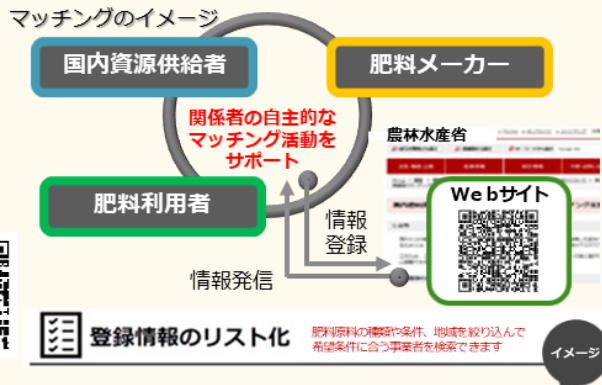 マッチングのイメージ
国内資源供給者
肥料メーカー
関係者の自主的な
マッチング活動を
サポート
農林水産省
肥料利用者
Webサイト
情報
登録
情報発信
登録情報のリスト化
肥料原料の種類や条件、地域を絞り込んで
希望条件に合う事業者を検索できます
イメージ